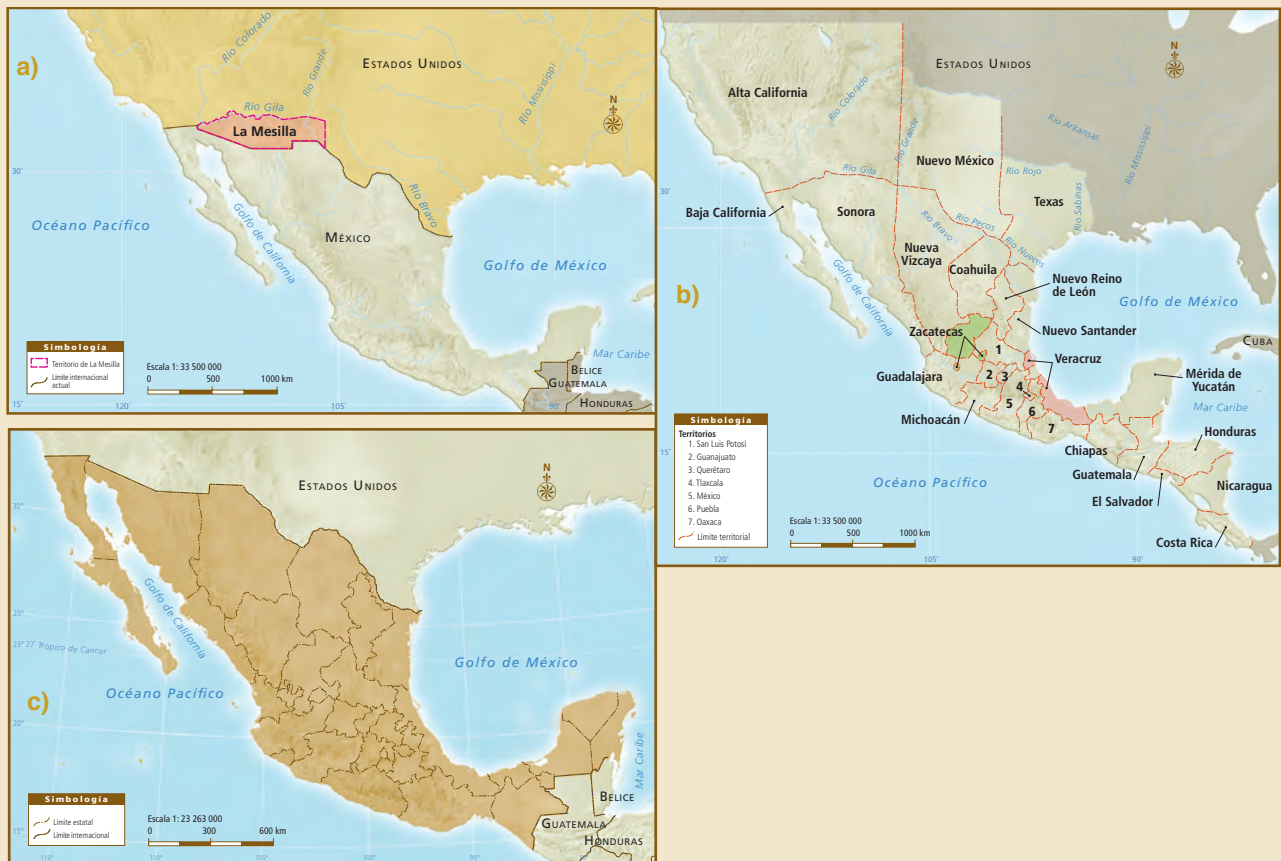 a)
Río Colorado
Río Grande
ESTADOS UNIDOS
Río Mississippi
N
Río Gila
La Mesilla
30°
Río Bravo
Océano Pacífico
Golfo de California
MÉXICO
Golfo de México
Mar Caribe
Simbología
Territorio de La Mesilla
Límite internacional
actual
Escala 1: 33 500 000
0 500 1000 km
BELICE
GUATEMALA
HONDURAS
15°
120°
105°
90°
b)
N
ESTADOS UNIDOS
Alta California
Río Colorado
Río Grande
Río Arkansas
Río Mississippi
Nuevo México
Río Rojo
Río Gila
30°
Texas
Río Sabinas
Baja California
Sonora
Río Bravo
Río Pecos
Río Nueces
Nueva
Vizcaya
Coahuila
Golfo de California
Nuevo Reino
de León
Golfo de México
Zacatecas
Nuevo Santander
1
CUBA
Veracruz
Guadalajara
2
3
4
5
6
7
Mérida de
Yucatán
Mar Caribe
Michoacán
Honduras
Chiapas
Guatemala
15°
Océano Pacífico
Nicaragua
El Salvador
Costa Rica
Simbología
Territorios
1. San Luis Potosí
2. Guanajuato
3. Querétaro
4. Tlaxcala
5. México
6. Puebla
7. Oaxaca
Límite territorial
Escala 1: 33 500 000
0 500 1000 km
120°
105°
90°
c)
N
ESTADOS UNIDOS
30°
25°
Golfo de California
23° 27' Trópico de Cáncer
Golfo de México
Océano Pacífico
20°
Mar Caribe
Simbología
Límite estatal
Límite internacional
Escala 1: 23 263 000
0 300 600 km
BELICE
GUATEMALA
HONDURAS
15°
115°
110°
105°
100°
95°